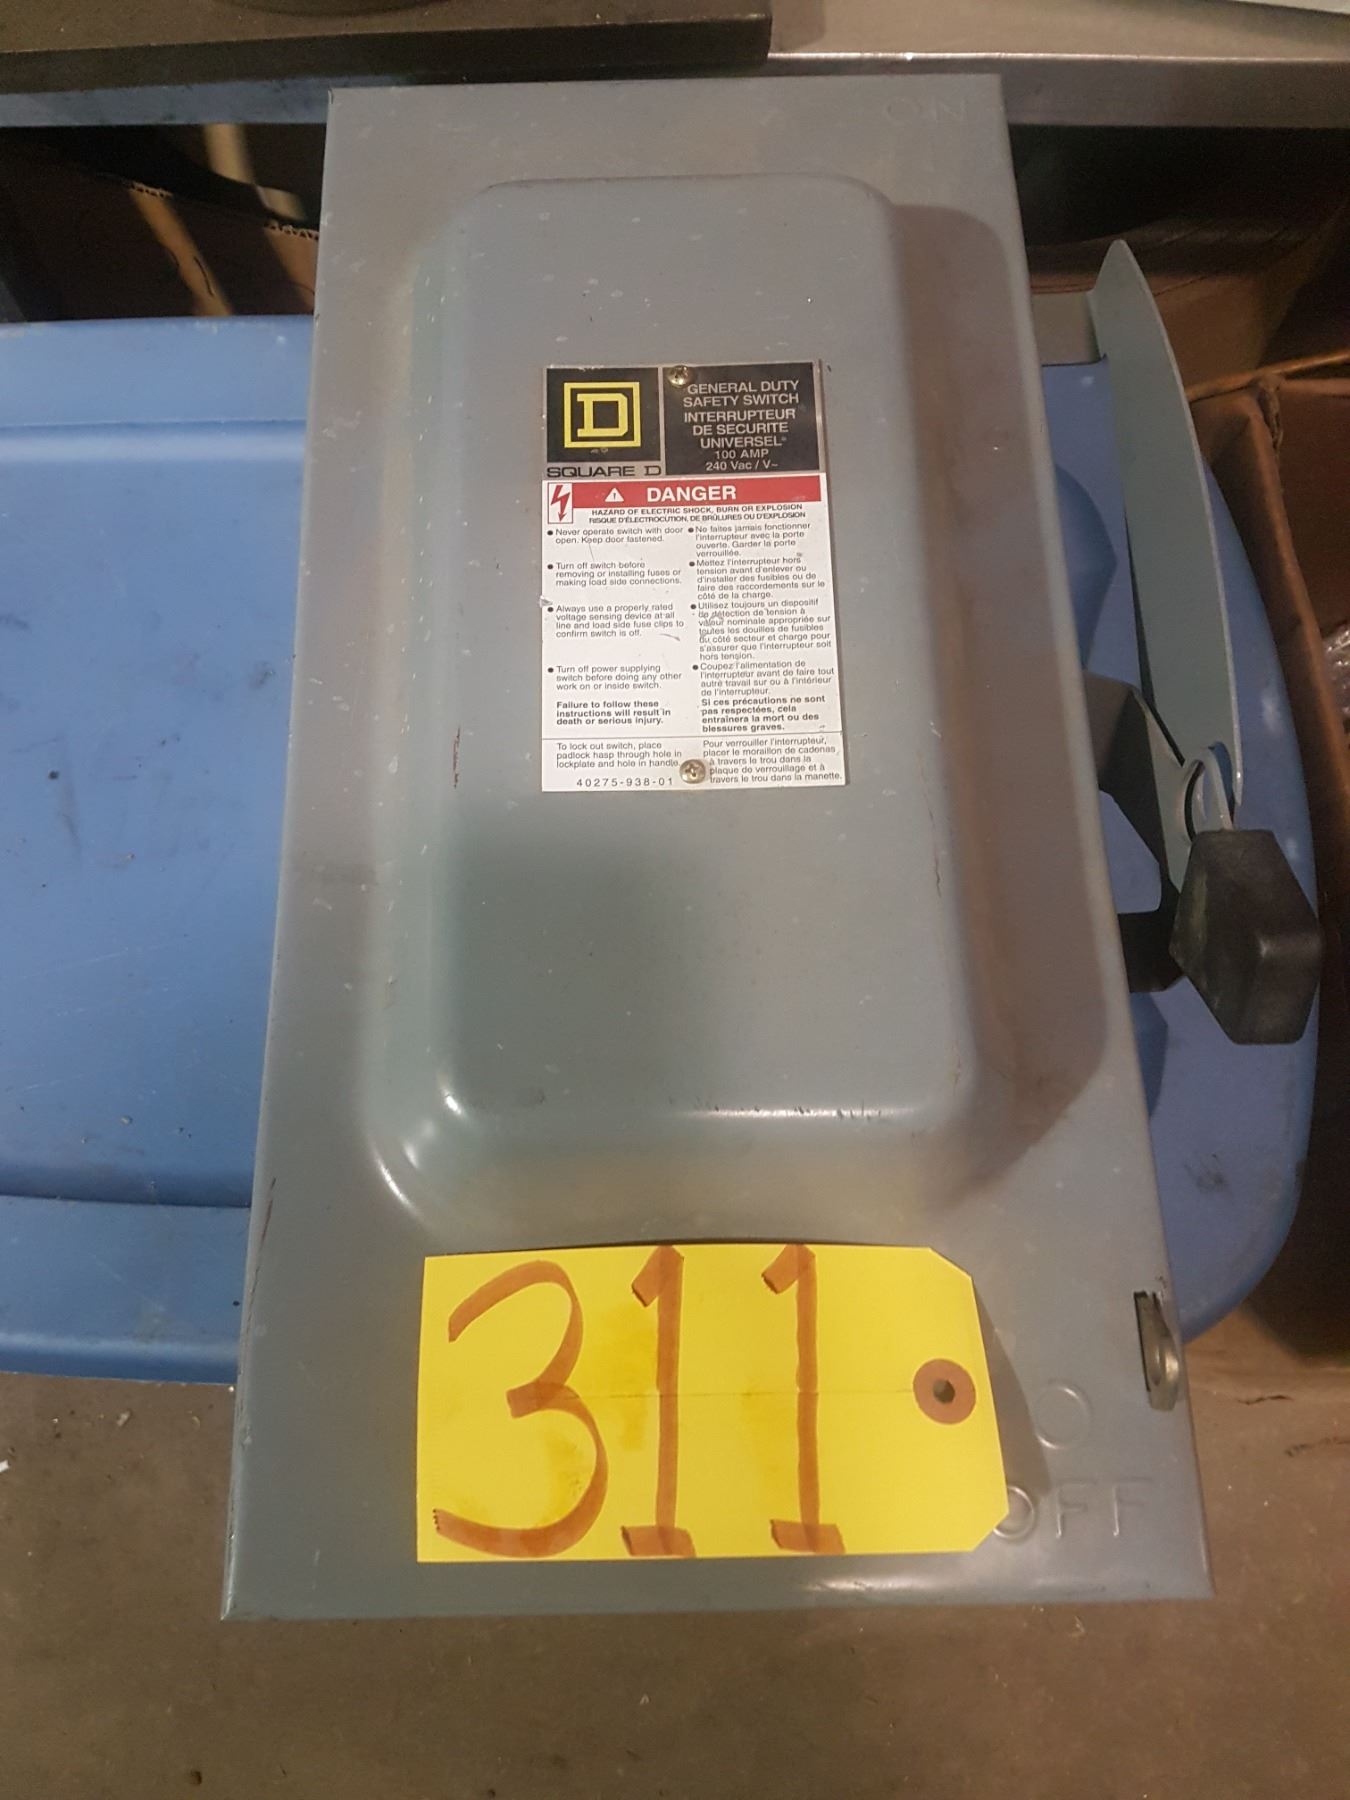 ON
D
SQUARE D
GENERAL DUTY
SAFETY SWITCH
INTERRUPTEUR
DE SECURITE
UNIVERSEL
100 AMP
240 Vac / V~
DANGER
HAZARD OF ELECTRIC SHOCK, BURN OR EXPLOSION
RISQUE D'ÉLECTROCUTION, DE BRÛLURES OU D'EXPLOSION
• Never operate switch with door
open. Keep door fastened.
• Turn off switch before
removing or installing fuses or
making load side connections.
• Always use a properly rated
voltage sensing device at all
line and load side fuse clips to
confirm switch is off.
• Turn off power supplying
switch before doing any other
work on or inside switch.
Failure to follow these
instructions will result in
death or serious injury.
• Ne faites jamais fonctionner
l'interrupteur avec la porte
ouverte. Garder la porte
verrouillée.
• Mettez l'interrupteur hors
tension avant d'enlever ou
d'installer des fusibles ou de
faire des raccordements sur le
côté de la charge.
• Utilisez toujours un dispositif
de détection de tension à
valeur nominale appropriée sur
toutes les douilles de fusibles
du côté secteur et charge pour
s'assurer que l'interrupteur soit
hors tension.
• Coupez l'alimentation de
l'interrupteur avant de faire tout
autre travail sur ou à l'intérieur
de l'interrupteur.
Si ces précautions ne sont
pas respectées, cela
entraînera la mort ou des
blessures graves.
To lock out switch, place
padlock hasp through hole in
lockplate and hole in handle.
40275-938-01
Pour verrouiller l'interrupteur,
placer le moraillon de cadenas
à travers le trou dans la
plaque de verrouillage et à
travers le trou dans la manette.
311
OFF